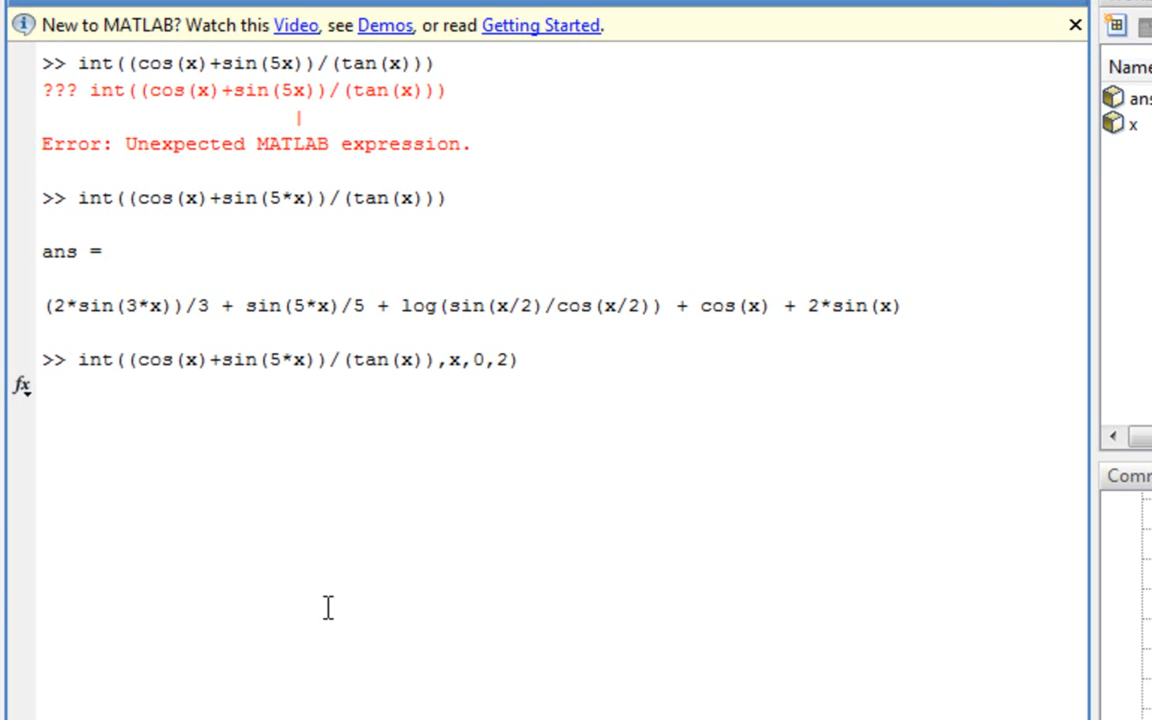 New to MATLAB? Watch this Video, see Demos, or read Getting Started.
>> int((cos(x)+sin(5x))/(tan(x)))
??? int((cos(x)+sin(5x))/(tan(x)))
|
Error: Unexpected MATLAB expression.
>> int((cos(x)+sin(5*x))/(tan(x)))
ans =
(2*sin(3*x))/3 + sin(5*x)/5 + log(sin(x/2)/cos(x/2)) + cos(x) + 2*sin(x)
>> int((cos(x)+sin(5*x))/(tan(x)),x,0,2)
fx
Name
ans
x
Comm